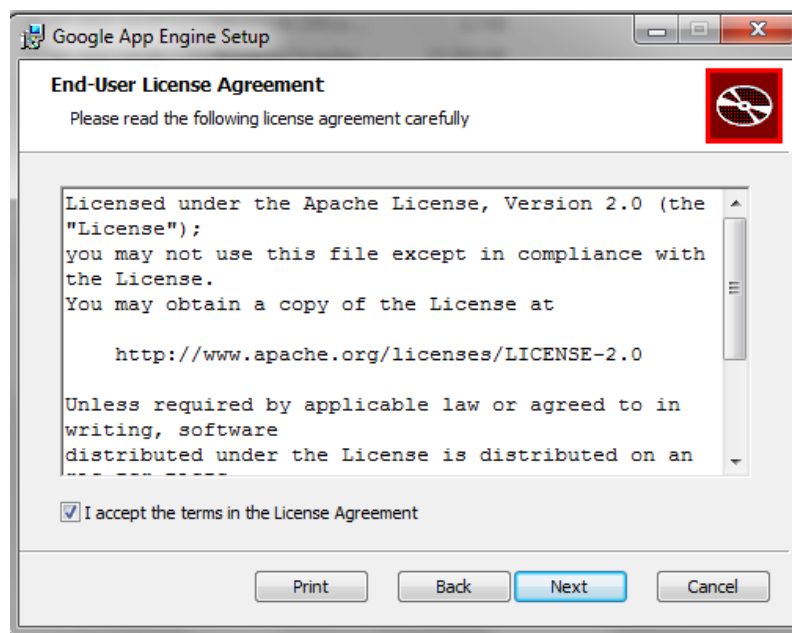 Google App Engine Setup
End-User License Agreement
Please read the following license agreement carefully
Licensed under the Apache License, Version 2.0 (the
"License");
you may not use this file except in compliance with
the License.
You may obtain a copy of the License at
http://www.apache.org/licenses/LICENSE-2.0
Unless required by applicable law or agreed to in
writing, software
distributed under the License is distributed on an
I accept the terms in the License Agreement
Print Back Next Cancel